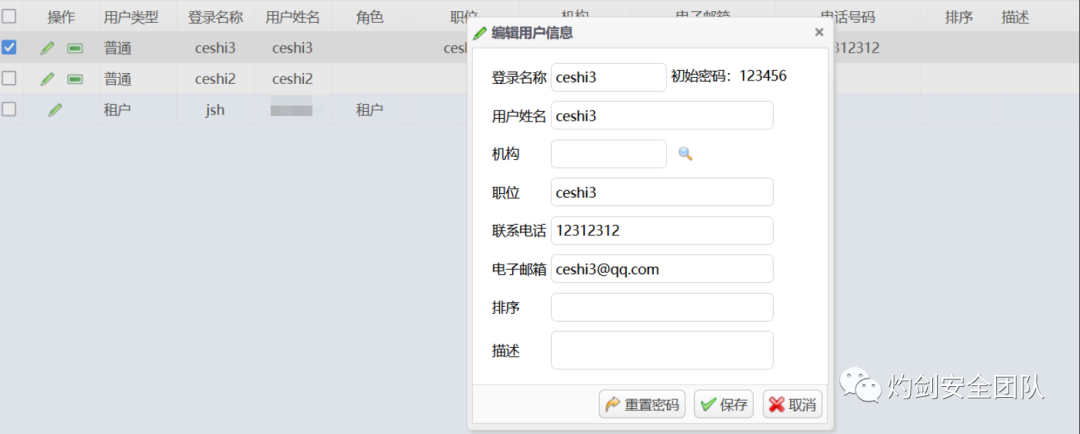 操作 用户类型 登录名称 用户姓名 角色 职位 机构 电子邮箱 电话号码 排序 描述
普通 ceshi3 ceshi3
普通 ceshi2 ceshi2
租户 jsh 租户
编辑用户信息 ×
登录名称 ceshi3 初始密码：123456
用户姓名 ceshi3
机构
职位 ceshi3
联系电话 12312312
电子邮箱 ceshi3@qq.com
排序
描述
重置密码 保存 取消
灼剑安全团队